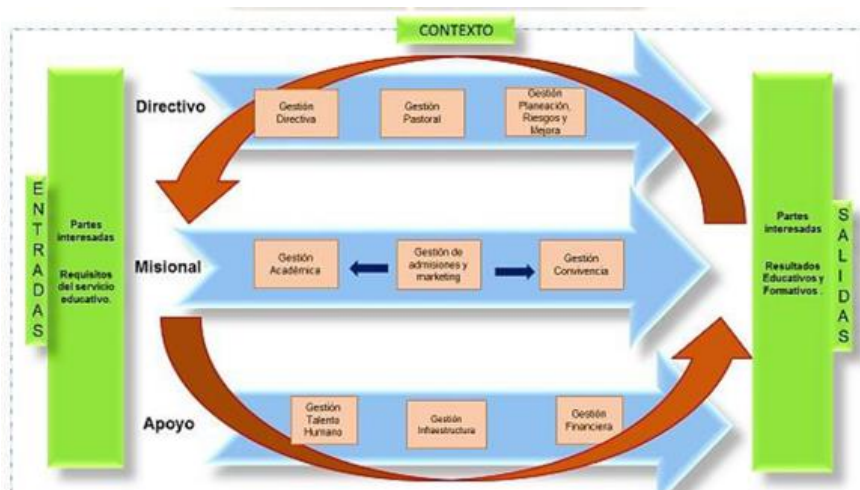 CONTEXTO
ENTRADAS
Partes
interesadas
Requisitos
del servicio
educativo.
Directivo
Gestión
Directiva
Gestión
Pastoral
Gestión
Planeación,
Riesgos y
Mejora
Misional
Gestión
Académica
Gestión de
admisiones y
marketing
Gestión
Convivencia
Apoyo
Gestión
Talento
Humano
Gestión
Infraestructura
Gestión
Financiera
Partes
interesadas
Resultados
Educativos y
Formativos .
SALIDAS